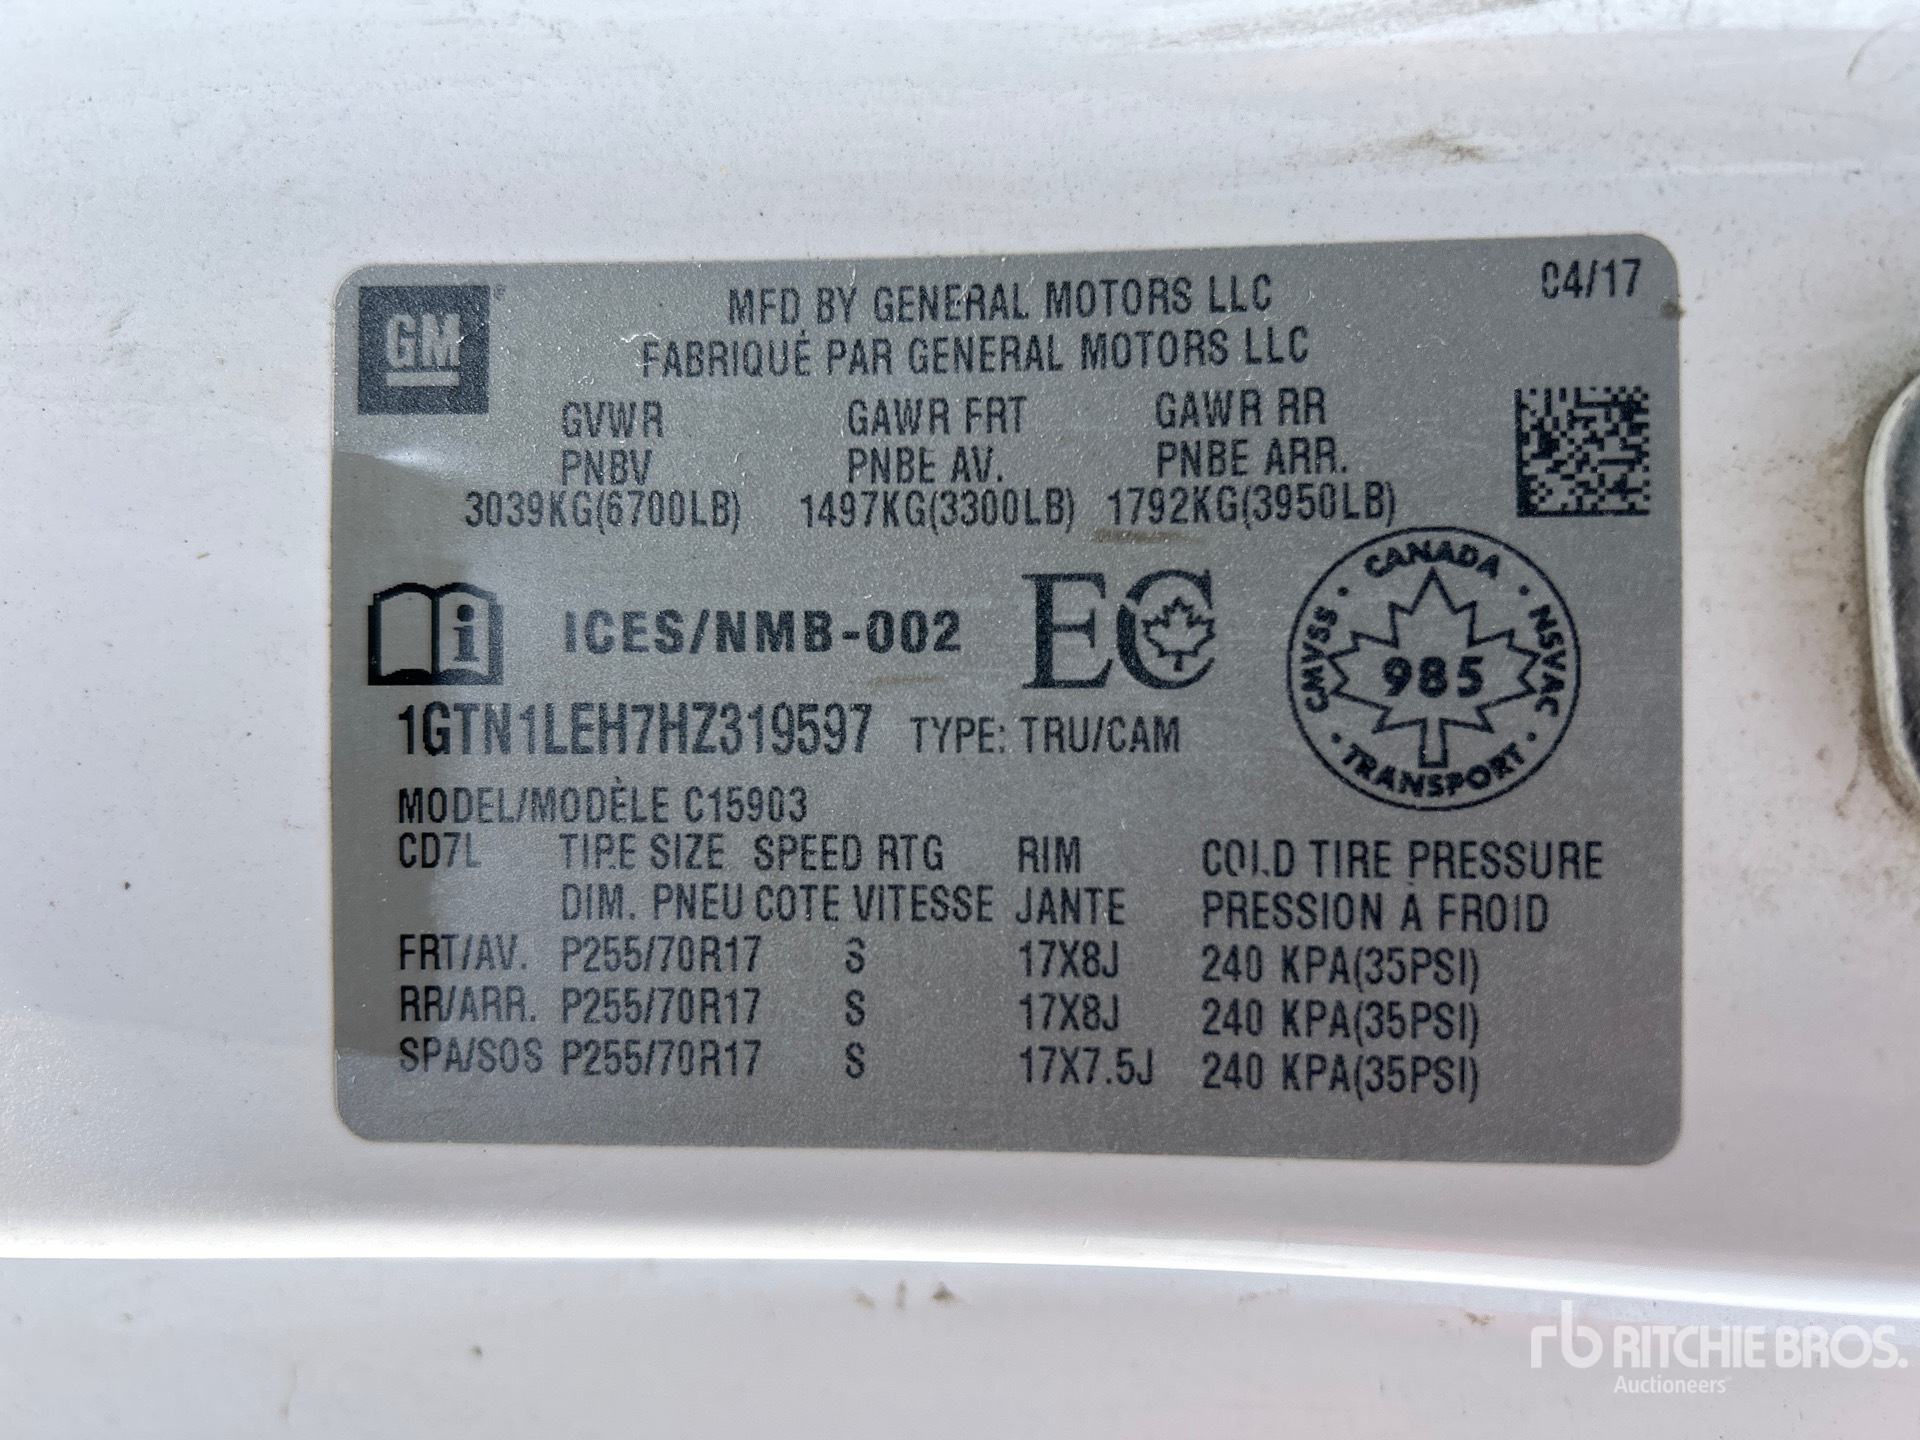 GM
MFD BY GENERAL MOTORS LLC 04/17
FABRIQUÉ PAR GENERAL MOTORS LLC
GVWR GAWR FRT GAWR RR
PNBV PNBE AV. PNBE ARR.
3039KG(6700LB) 1497KG(3300LB) 1792KG(3950LB)
i ICES/NMB-002 EC
CANADA
CMVSS 985 NSVAC
TRANSPORT
1GTN1LEH7HZ319597 TYPE: TRU/CAM
MODEL/MODÈLE C15903
CD7L TIRE SIZE SPEED RTG RIM COLD TIRE PRESSURE
DIM. PNEU COTE VITESSE JANTE PRESSION À FROID
FRT/AV. P255/70R17 S 17X8J 240 KPA(35PSI)
RR/ARR. P255/70R17 S 17X8J 240 KPA(35PSI)
SPA/SOS P255/70R17 S 17X7.5J 240 KPA(35PSI)
rb RITCHIE BROS.
Auctioneers